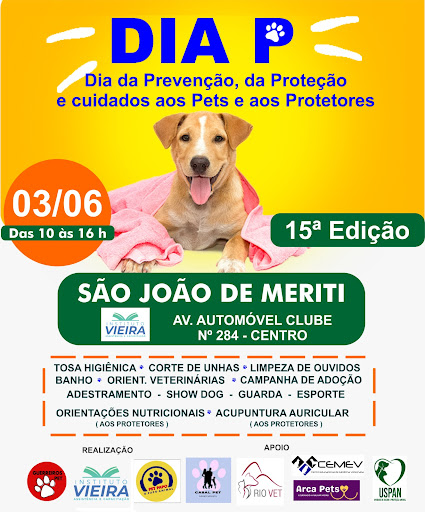 DIA P
Dia da Prevenção, da Proteção
e cuidados aos Pets e aos Protetores
03/06
Das 10 às 16 h
15ª Edição
SÃO JOÃO DE MERITI
INSTITUTO
VIEIRA
AV. AUTOMÓVEL CLUBE
Nº 284 - CENTRO
TOSA HIGIÊNICA CORTE DE UNHAS LIMPEZA DE OUVIDOS
BANHO ORIENT. VETERINÁRIAS CAMPANHA DE ADOÇÃO
ADESTRAMENTO - SHOW DOG - GUARDA - ESPORTE
ORIENTAÇÕES NUTRICIONAIS ACUPUNTURA AURICULAR
( AOS PROTETORES ) ( AOS PROTETORES )
REALIZAÇÃO
APOIO
INSTITUTO
VIEIRA
PET PAPO
CANAL PET
RIO VET
CEMEV
Arca Pets
USPAN